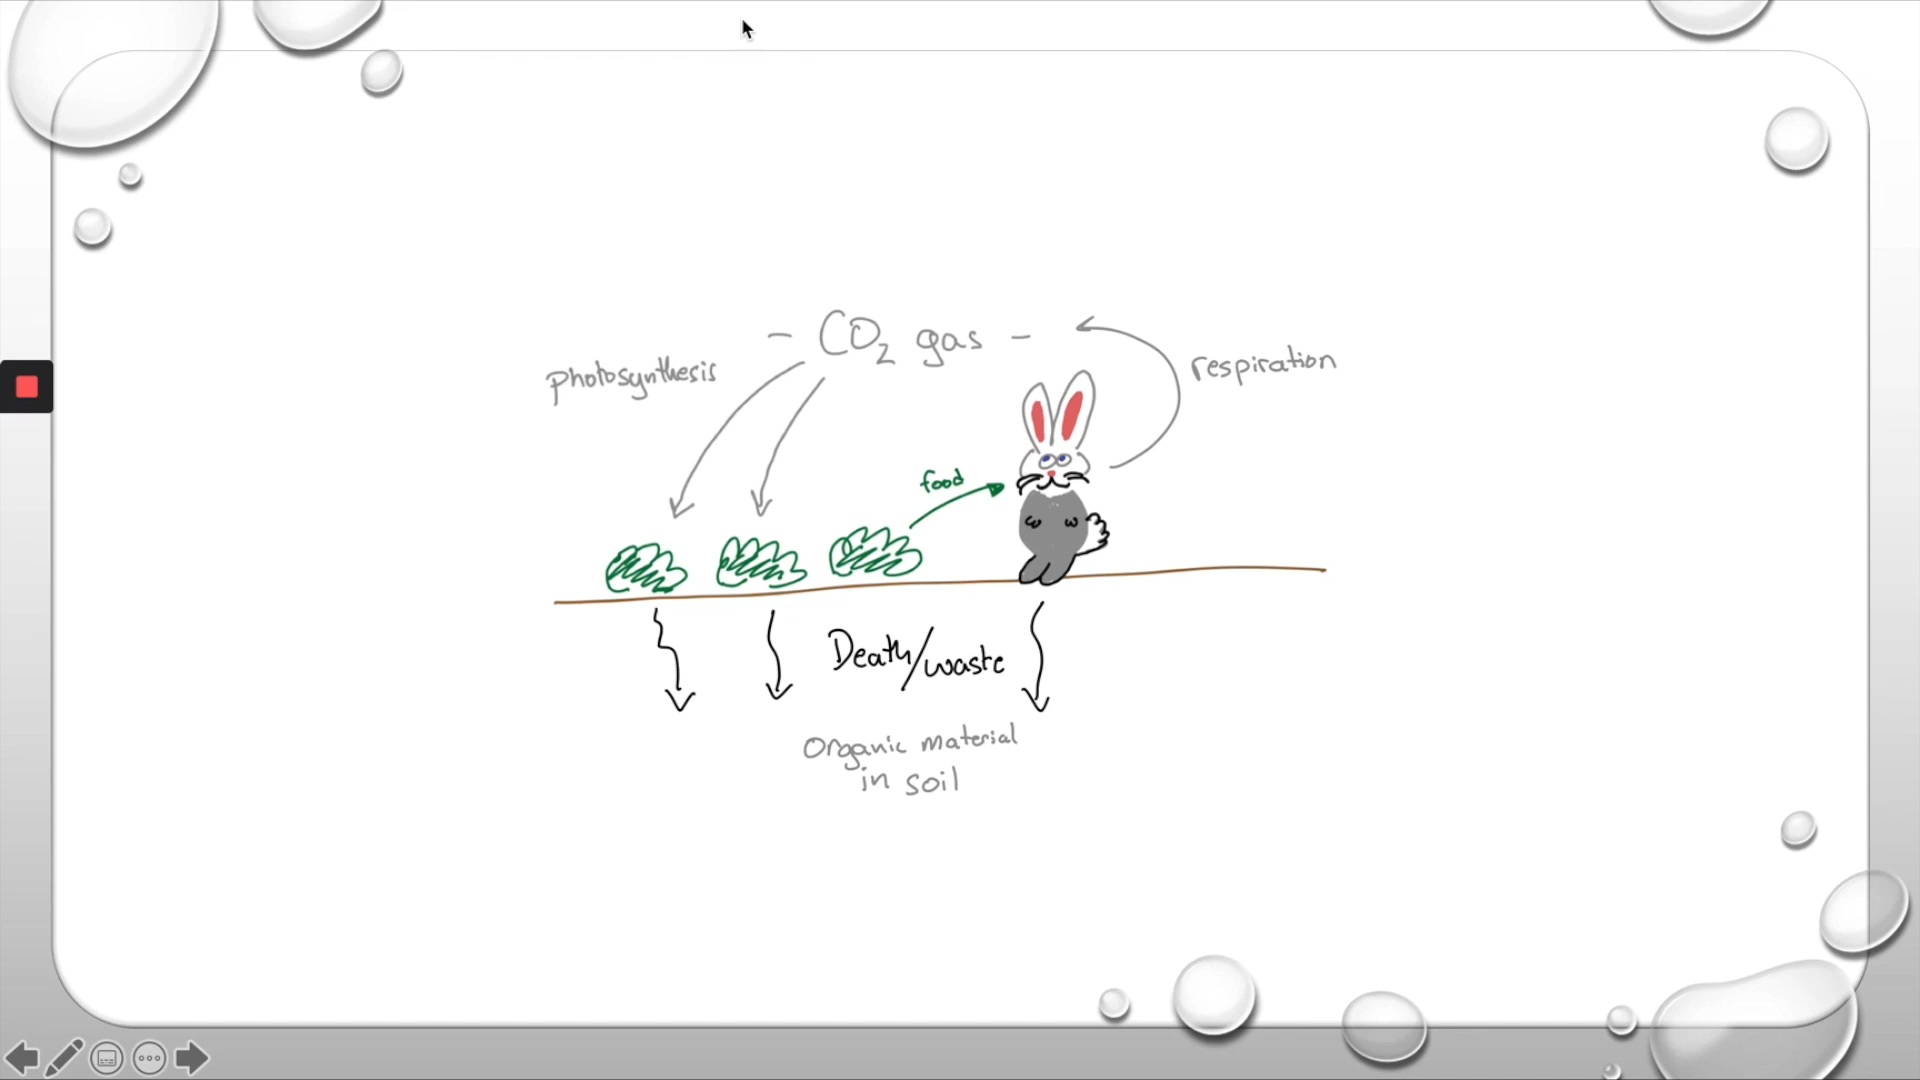 - CO₂ gas -
photosynthesis
respiration
food
Death/waste
Organic material
in soil